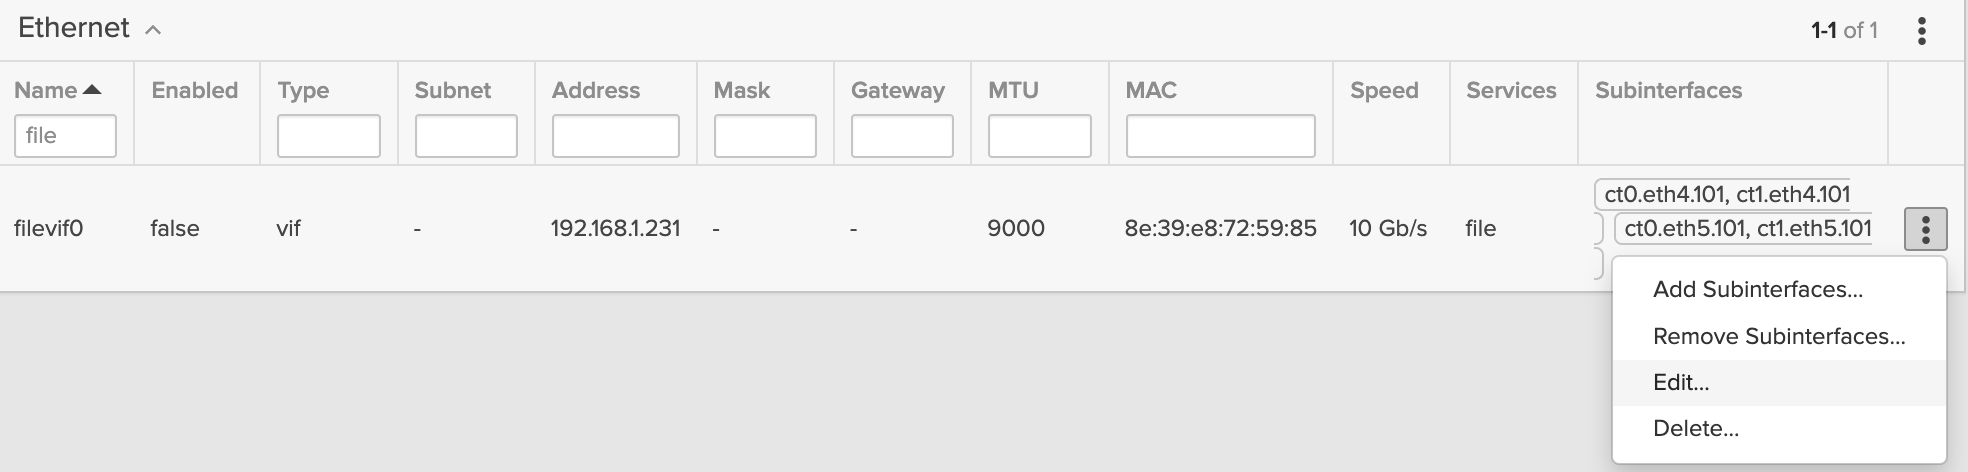 Ethernet
1-1 of 1
Name Enabled Type Subnet Address Mask Gateway MTU MAC Speed Services Subinterfaces
file
filevif0 false vif - 192.168.1.231 - - 9000 8e:39:e8:72:59:85 10 Gb/s file
ct0.eth4.101, ct1.eth4.101
ct0.eth5.101, ct1.eth5.101
Add Subinterfaces...
Remove Subinterfaces...
Edit...
Delete...